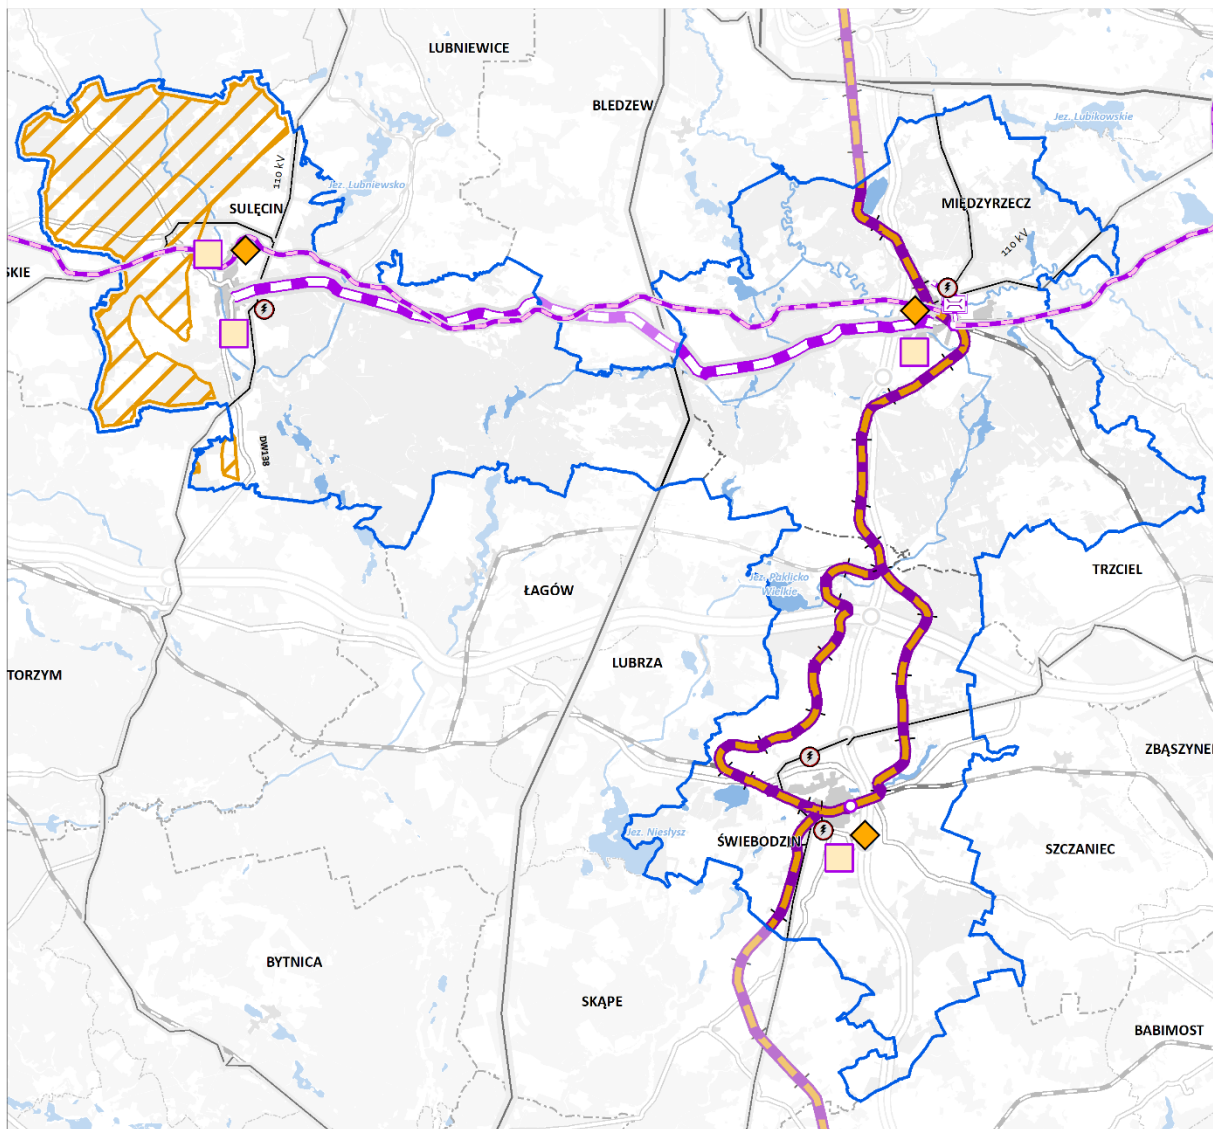 LUBNIEWICE
BLEDZEW
Jez. Lubikowskie
110 kV
Jez. Lubniewsko
SULĘCIN
MIĘDZYRZECZ
110 kV
SKIE
DW138
Jez. Paklicko
Wielkie
TRZCIEL
ŁAGÓW
LUBRZA
TORZYM
ZBĄSZYNE
Jez. Niesłysz
ŚWIEBODZIN
SZCZANIEC
BYTNICA
SKĄPE
BABIMOST